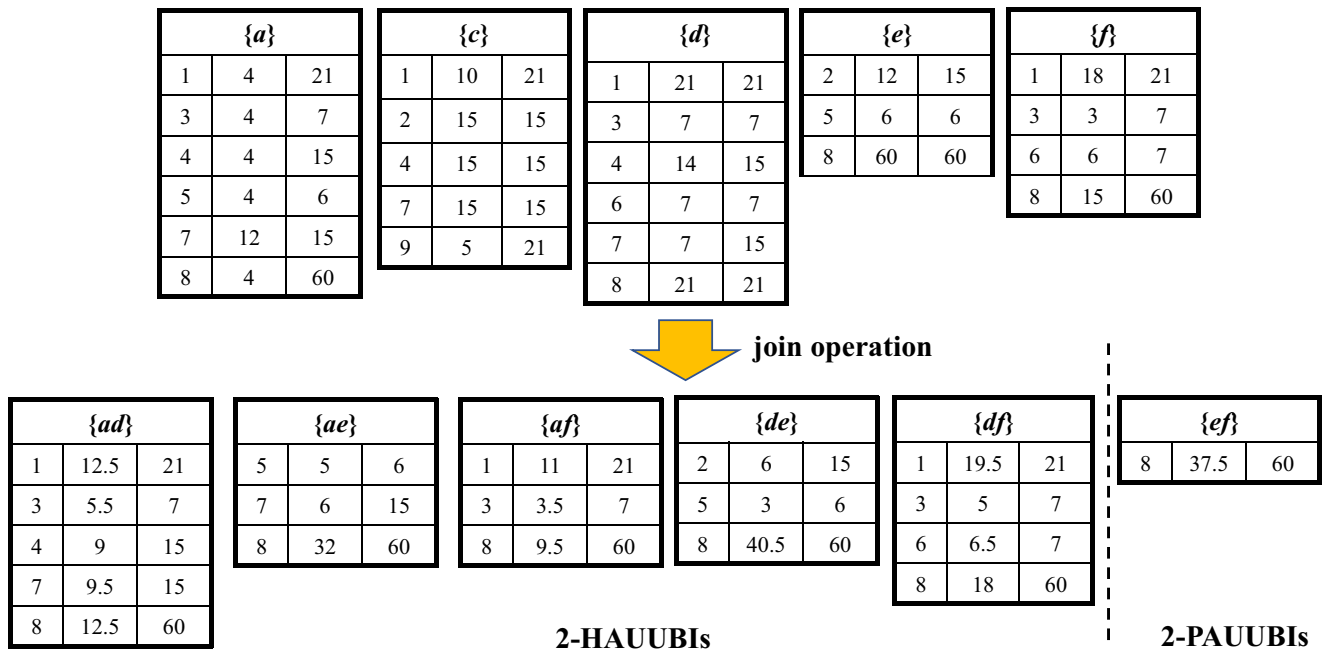 {a}
1 4 21
3 4 7
4 4 15
5 4 6
7 12 15
8 4 60
{c}
1 10 21
2 15 15
4 15 15
7 15 15
9 5 21
{d}
1 21 21
3 7 7
4 14 15
6 7 7
7 7 15
8 21 21
{e}
2 12 15
5 6 6
8 60 60
{f}
1 18 21
3 3 7
6 6 7
8 15 60
join operation
{ad}
1 12.5 21
3 5.5 7
4 9 15
7 9.5 15
8 12.5 60
{ae}
5 5 6
7 6 15
8 32 60
{af}
1 11 21
3 3.5 7
8 9.5 60
{de}
2 6 15
5 3 6
8 40.5 60
{df}
1 19.5 21
3 5 7
6 6.5 7
8 18 60
{ef}
8 37.5 60
2-HAUUBIs
2-PAUUBIs